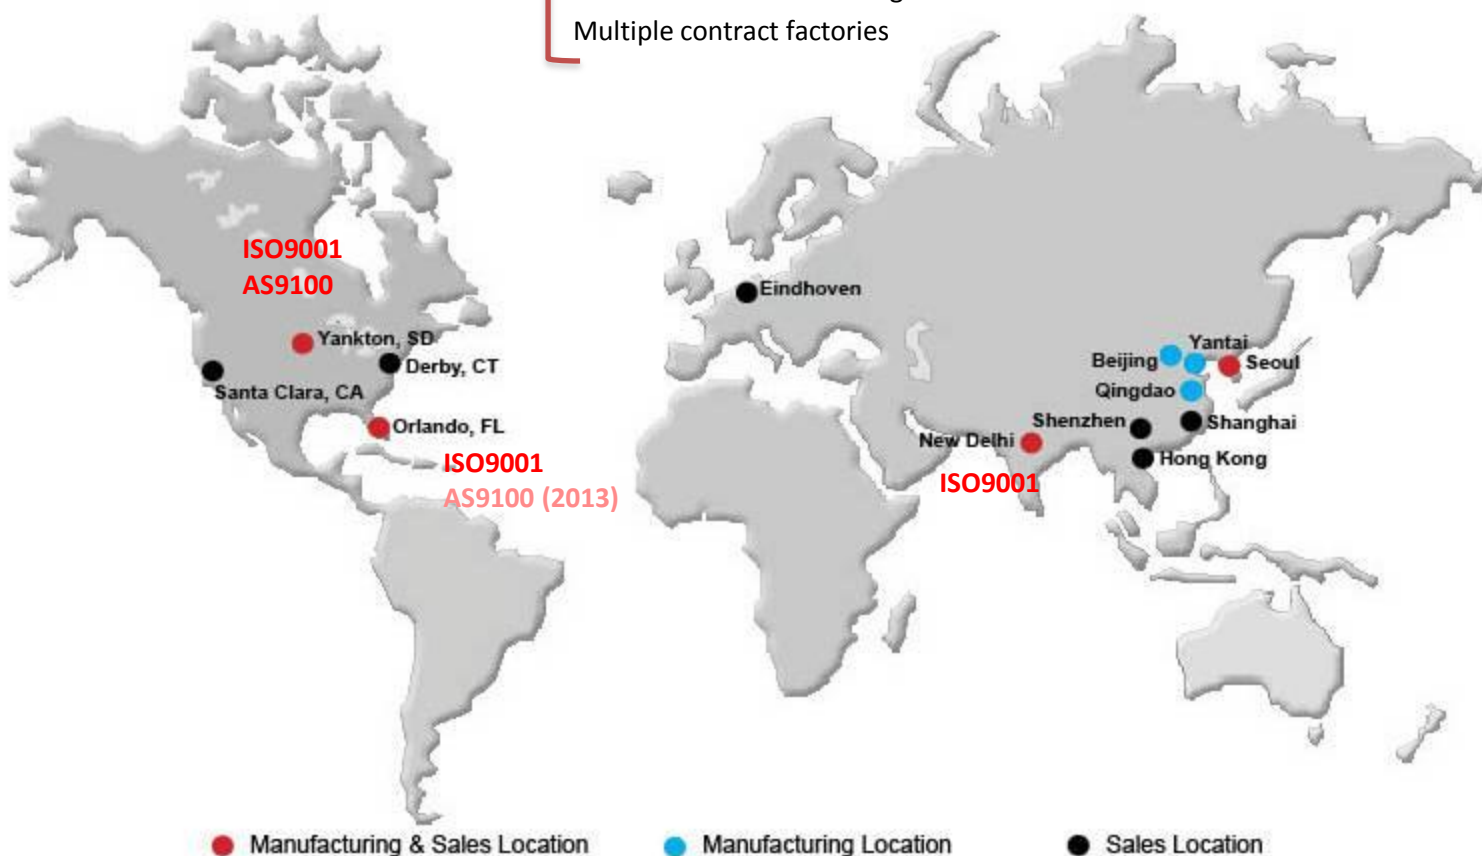 Multiple contract factories
ISO9001
AS9100
Eindhoven
Yankton, SD
Derby, CT
Santa Clara, CA
Orlando, FL
ISO9001
AS9100 (2013)
Yantai
Beijing
Seoul
Qingdao
Shenzhen
Shanghai
New Delhi
Hong Kong
ISO9001
Manufacturing & Sales Location
Manufacturing Location
Sales Location